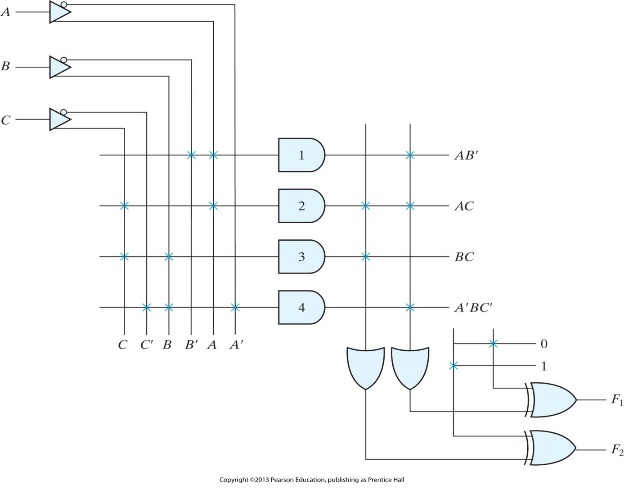 A
B
C
1
AB′
2
AC
3
BC
4
A′BC′
C C′ B B′ A A′
0
1
F1
F2
Copyright ©2013 Pearson Education, publishing as Prentice Hall